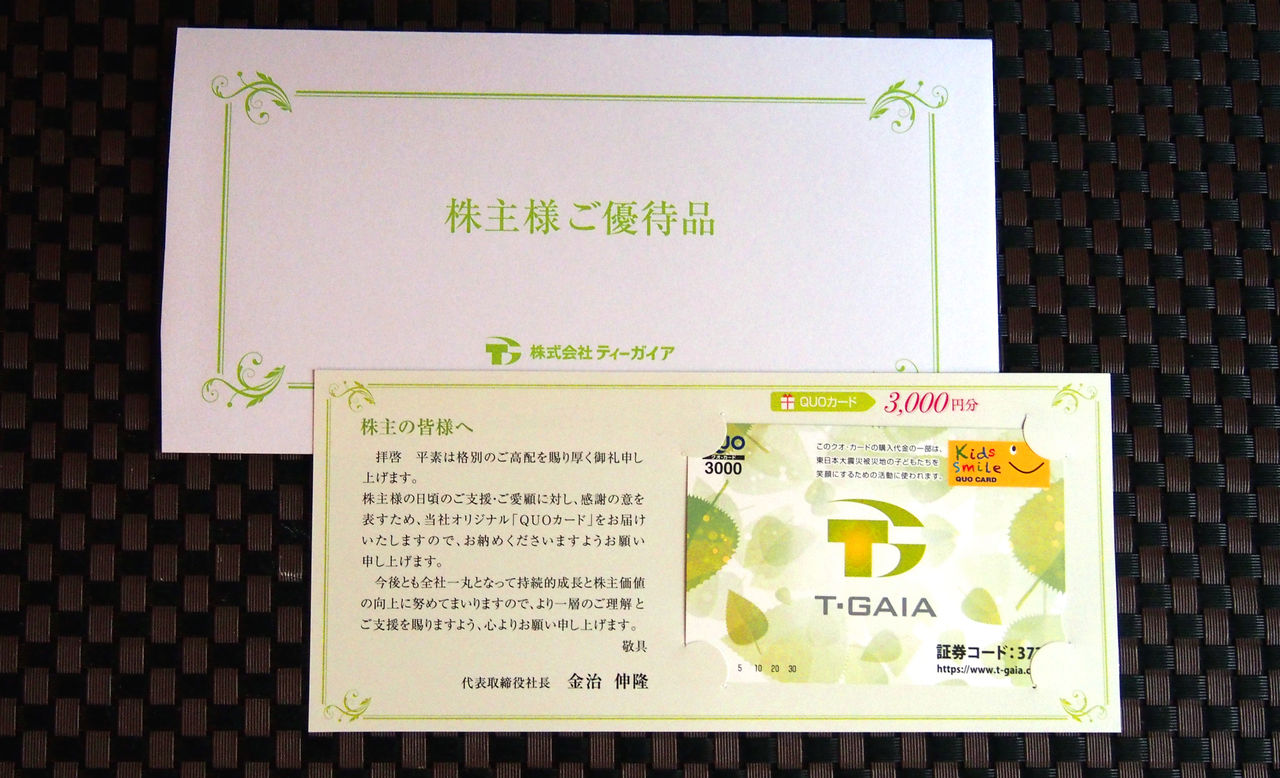 株主様ご優待品
株式会社 ティーガイア
株主の皆様へ
拝啓　平素は格別のご高配を賜り厚く御礼申し
上げます。
株主様の日頃のご支援・ご愛顧に対し、感謝の意を
表すため、当社オリジナル「QUOカード」をお届け
いたしますので、お納めくださいますようお願い
申し上げます。
今後とも全社一丸となって持続的成長と株主価値
の向上に努めてまいりますので、より一層のご理解と
ご支援を賜りますよう、心よりお願い申し上げます。
敬具
代表取締役社長　金治 伸隆
QUOカード 3,000円分
UO
クオ・カード
3000
このクオ・カードの購入代金の一部は、
東日本大震災被災地の子どもたちを
笑顔にするための活動に使われます。
Kids
Smile
QUO CARD
T-GAIA
証券コード:37
https://www.t-gaia.c
5 10 20 30